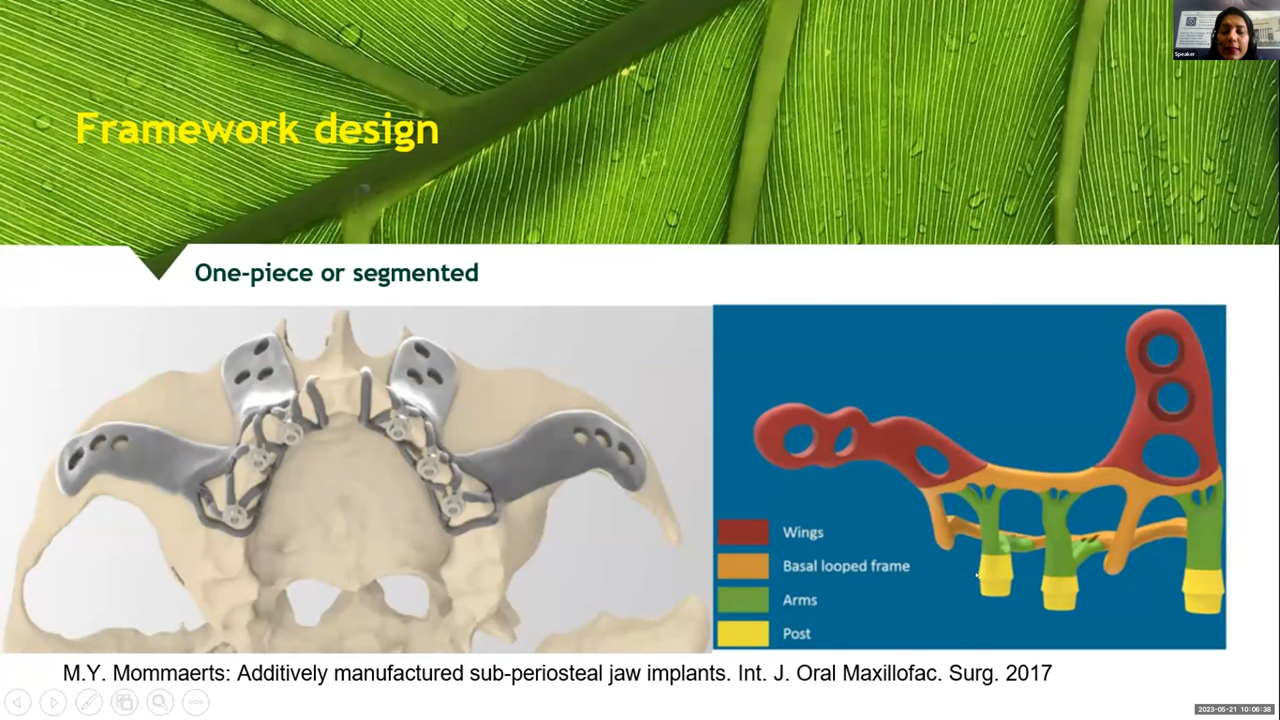 Framework design
Speaker
One-piece or segmented
Wings
Basal looped frame
Arms
Post
M.Y. Mommaerts: Additively manufactured sub-periosteal jaw implants. Int. J. Oral Maxillofac. Surg. 2017
2023-05-21 10:06:38